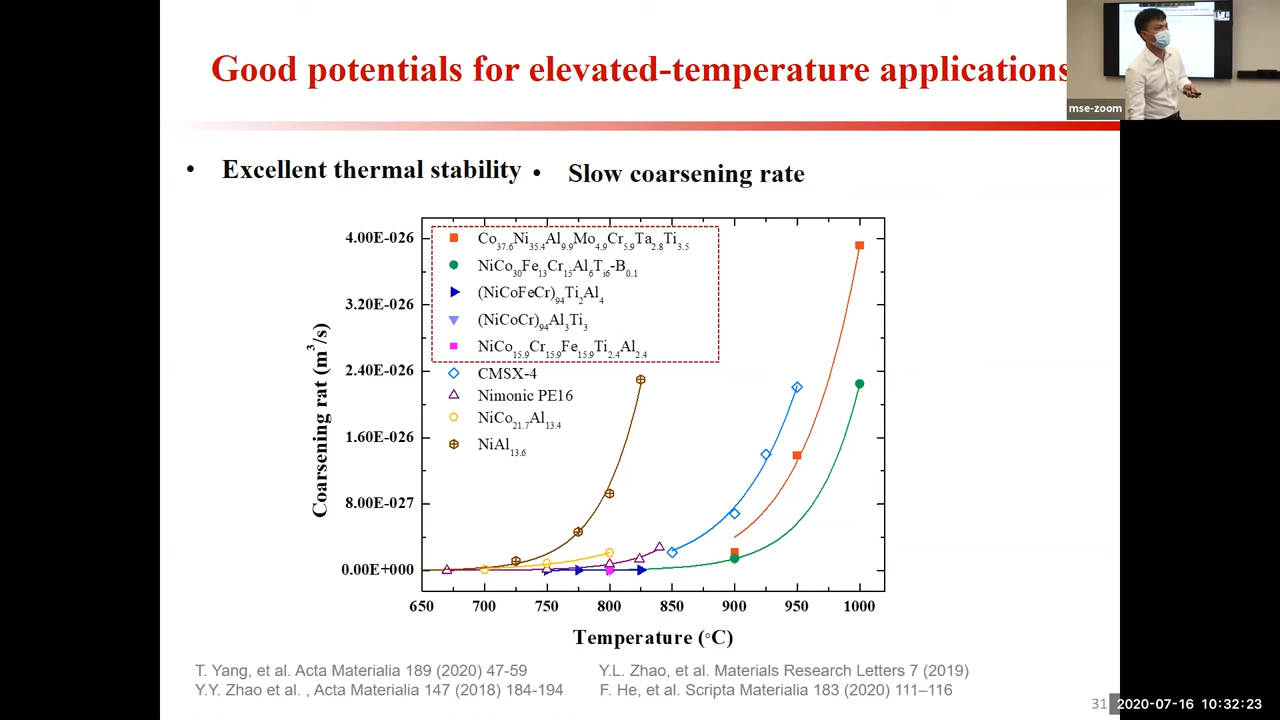 Good potentials for elevated-temperature applications
mse-zoom
• Excellent thermal stability • Slow coarsening rate
Coarsening rat (m³/s)
4.00E-026
3.20E-026
2.40E-026
1.60E-026
8.00E-027
0.00E+000
Co37.6Ni35.4Al9.9Mo4.9Cr5.9Ta2.8Ti3.5
NiCo30Fe13Cr15Al6Ti6-B0.1
(NiCoFeCr)94Ti2Al4
(NiCoCr)94Al3Ti3
NiCo15.9Cr15.9Fe15.9Ti2.4Al2.4
CMSX-4
Nimonic PE16
NiCo21.7Al13.4
NiAl13.6
650 700 750 800 850 900 950 1000
Temperature (°C)
T. Yang, et al. Acta Materialia 189 (2020) 47-59
Y.L. Zhao, et al. Materials Research Letters 7 (2019)
Y.Y. Zhao et al. , Acta Materialia 147 (2018) 184-194
F. He, et al. Scripta Materialia 183 (2020) 111–116
31
2020-07-16 10:32:23